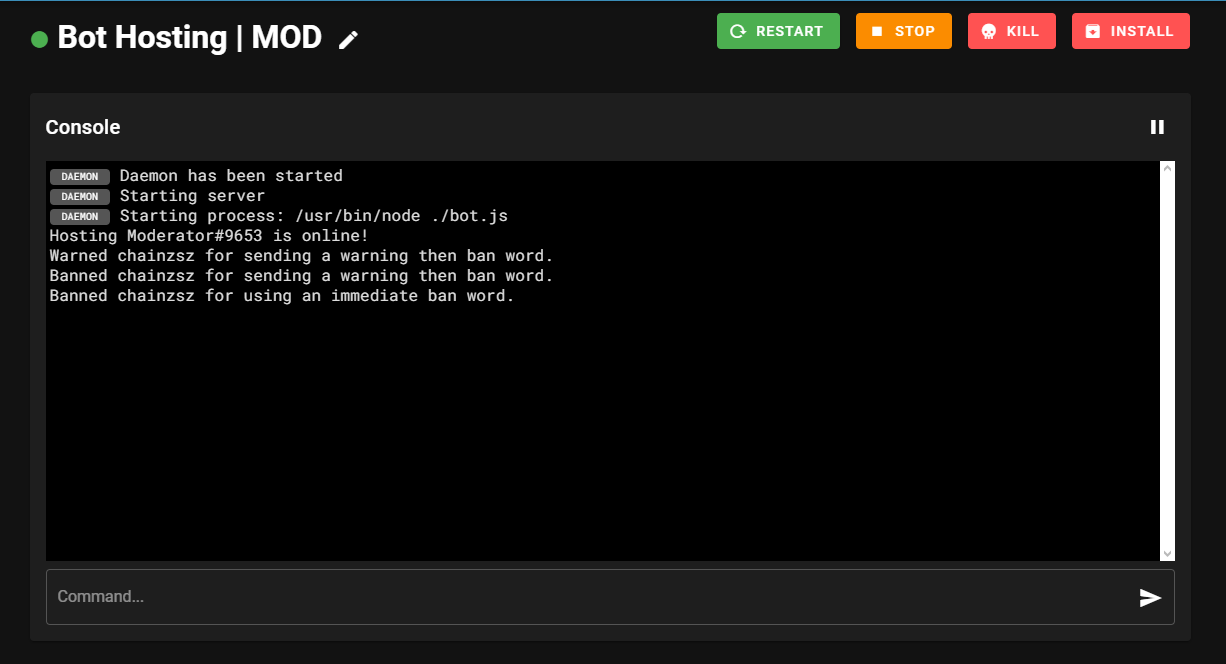 Bot Hosting | MOD
RESTART
STOP
KILL
INSTALL
Console
DAEMON Daemon has been started
DAEMON Starting server
DAEMON Starting process: /usr/bin/node ./bot.js
Hosting Moderator#9653 is online!
Warned chainzsz for sending a warning then ban word.
Banned chainzsz for sending a warning then ban word.
Banned chainzsz for using an immediate ban word.
Command...